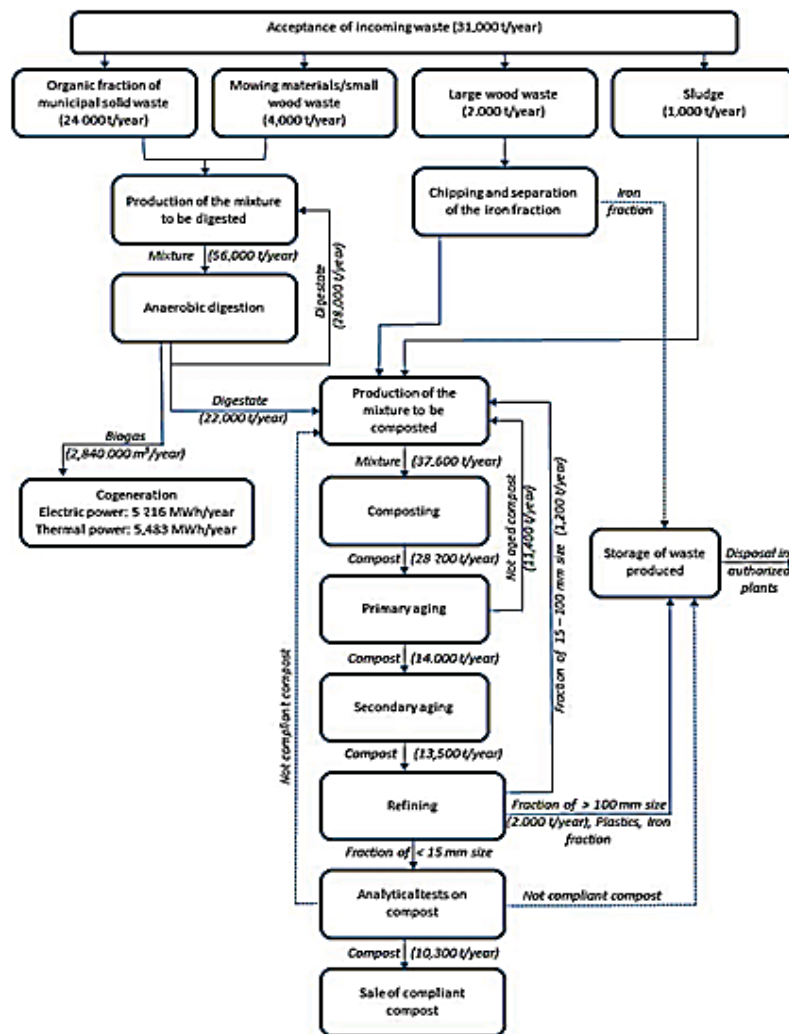 Acceptance of incoming waste (31,000 t/year)
Organic fraction of
municipal solid waste
(24 000 t/year)
Mowing materials/small
wood waste
(4,000 t/year)
Large wood waste
(2.000 t/year)
Sludge
(1,000 t/year)
Production of the mixture
to be digested
Chipping and separation
of the iron fraction
Iron
fraction
Mixture (56,000 t/year)
Digestate
(28,000 t/year)
Anaerobic digestion
Digestate
(22,000 t/year)
Production of the
mixture to be
composted
Biogas
(2,840 000 m³/year)
Mixture (37,600 t/year)
Cogeneration
Electric power: 5 216 MWh/year
Thermal power: 5,483 MWh/year
Composting
Not aged compost
(11,400 t/year)
Fraction of 15 – 100 mm size (1,200 t/year)
Storage of waste
produced
Disposal in
authorized
plants
Compost (28 200 t/year)
Primary aging
Compost (14.000 t/year)
Not compliant compost
Secondary aging
Compost (13,500 t/year)
Refining
Fraction of > 100 mm size
(2.000 t/year), Plastics, Iron
fraction
Fraction of < 15 mm size
Analytical tests on
compost
Not compliant compost
Compost (10,300 t/year)
Sale of compliant
compost